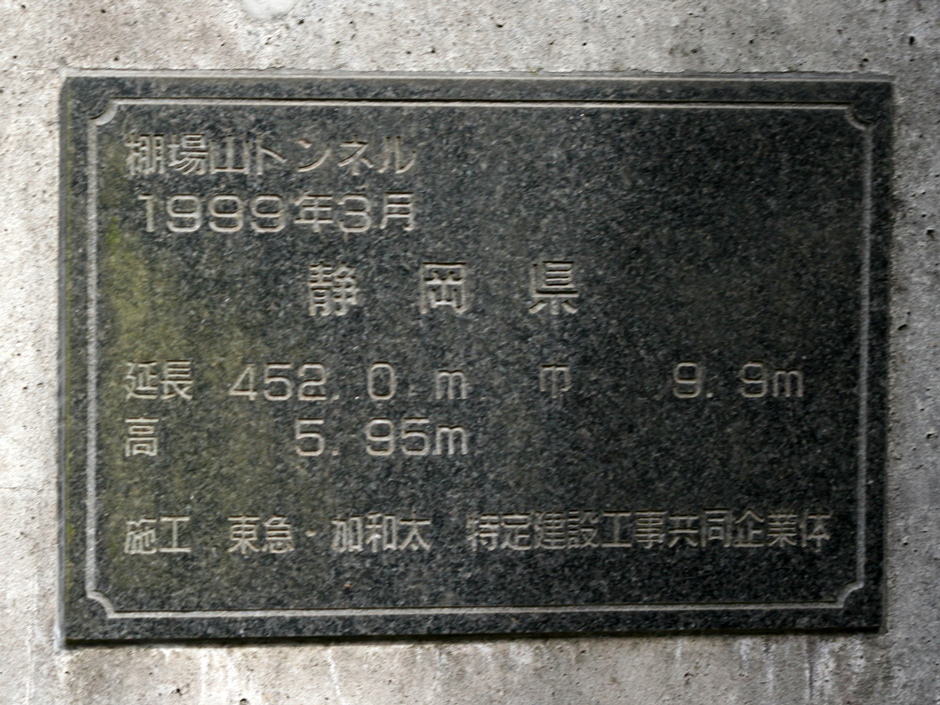 棚場山トンネル
1999年3月
静岡県
延長 452.0m 巾 9.9m
高 5.95m
施工 東急・加和太 特定建設工事共同企業体